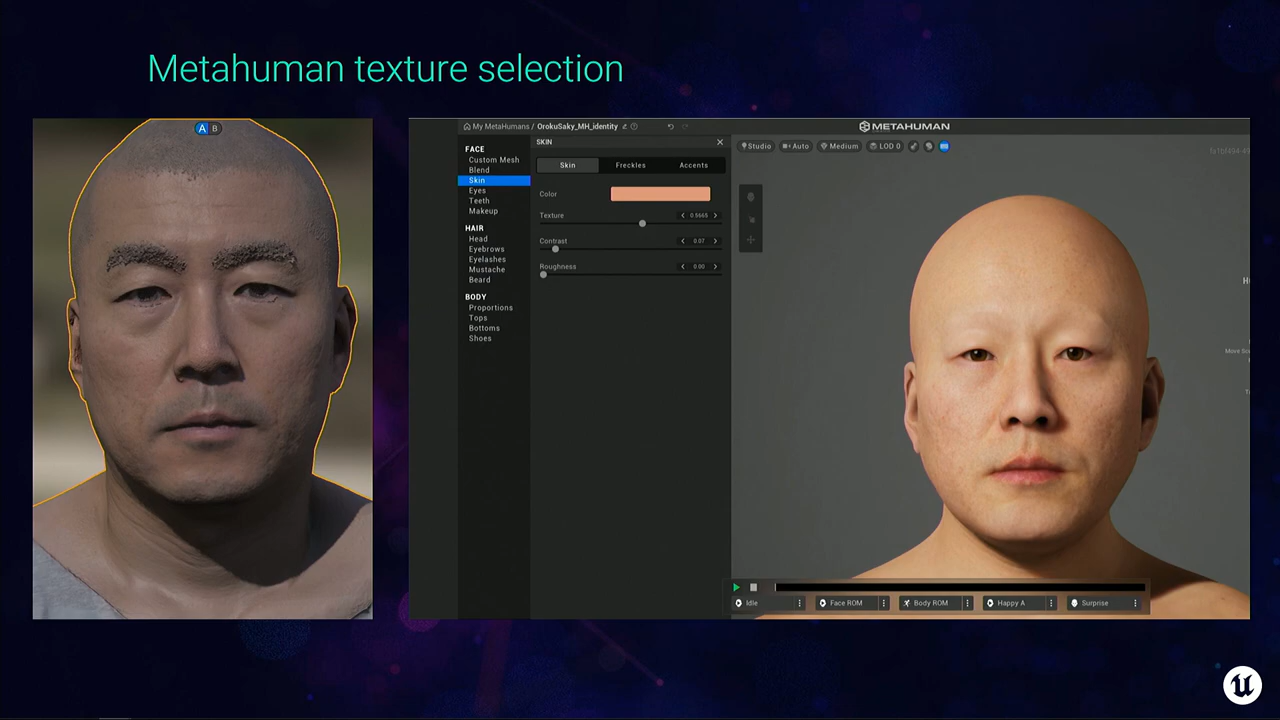 Metahuman texture selection
A B
My MetaHumans / OrokuSaky_MH_identity
METAHUMAN
FACE
Custom Mesh
Blend
Skin
Eyes
Teeth
Makeup
HAIR
Head
Eyebrows
Eyelashes
Mustache
Beard
BODY
Proportions
Tops
Bottoms
Shoes
SKIN
Skin Freckles Accents
Color
Texture 0.5665
Contrast 0.07
Roughness 0.00
Studio Auto Medium LOD 0
H
Idle Face ROM Body ROM Happy A Surprise